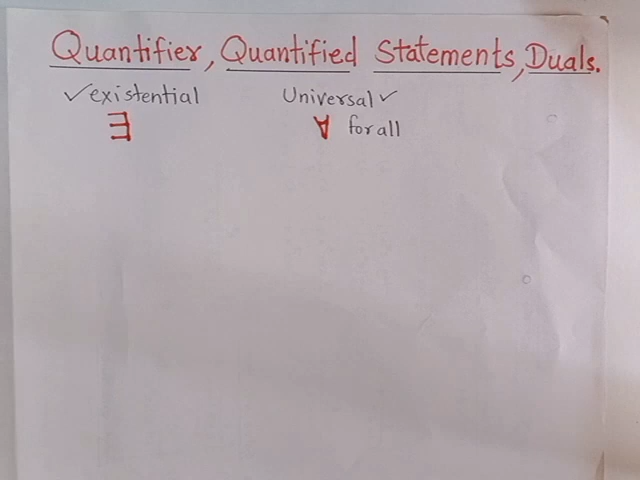 Quantifier, Quantified Statements, Duals.
✓existential Universal✓
∃ ∀ for all